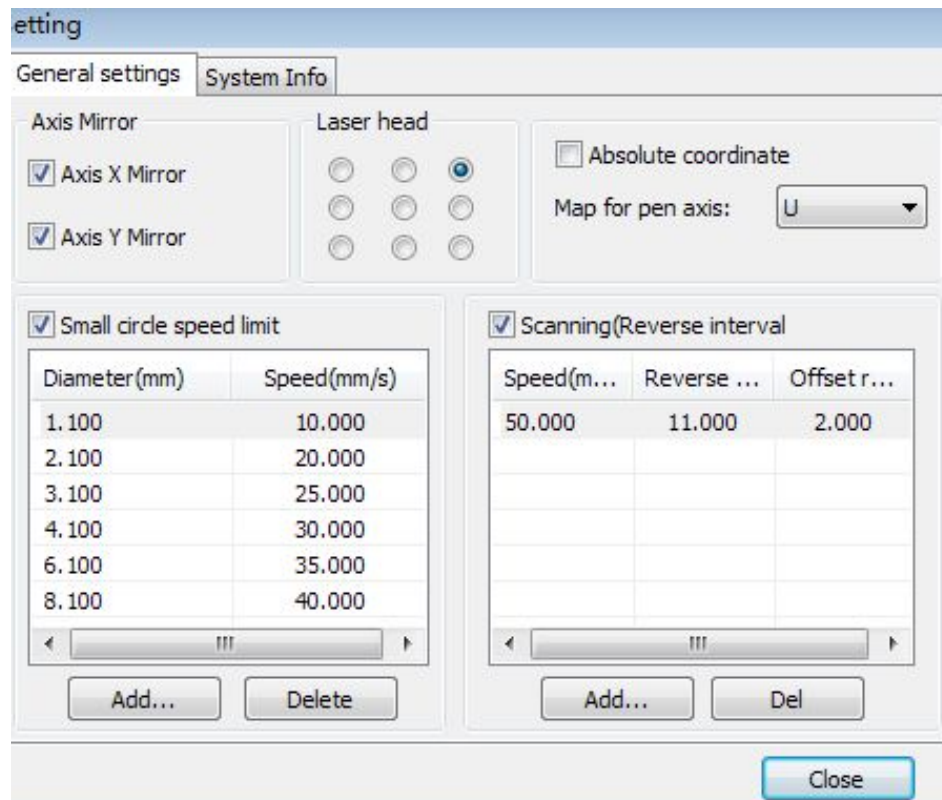 etting
General settings System Info
Axis Mirror
Axis X Mirror
Axis Y Mirror
Laser head
Absolute coordinate
Map for pen axis: U
Small circle speed limit
Diameter(mm) Speed(mm/s)
1.100 10.000
2.100 20.000
3.100 25.000
4.100 30.000
6.100 35.000
8.100 40.000
Add... Delete
Scanning(Reverse interval
Speed(m... Reverse ... Offset r...
50.000 11.000 2.000
Add... Del
Close